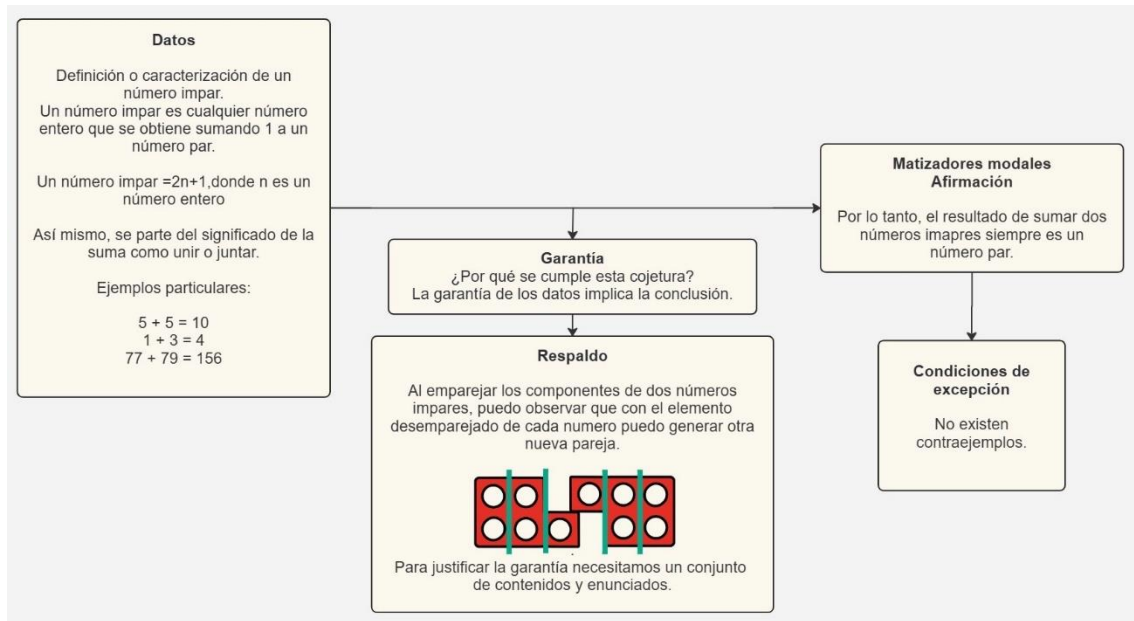 Datos
Definición o caracterización de un
número impar.
Un número impar es cualquier número
entero que se obtiene sumando 1 a un
número par.
Un número impar =2n+1,donde n es un
número entero
Así mismo, se parte del significado de la
suma como unir o juntar.
Ejemplos particulares:
5 + 5 = 10
1 + 3 = 4
77 + 79 = 156
Garantía
¿Por qué se cumple esta cojetura?
La garantía de los datos implica la conclusión.
Respaldo
Al emparejar los componentes de dos números
impares, puedo observar que con el elemento
desemparejado de cada numero puedo generar otra
nueva pareja.
Para justificar la garantía necesitamos un conjunto
de contenidos y enunciados.
Matizadores modales
Afirmación
Por lo tanto, el resultado de sumar dos
números imapres siempre es un
número par.
Condiciones de
excepción
No existen
contraejemplos.